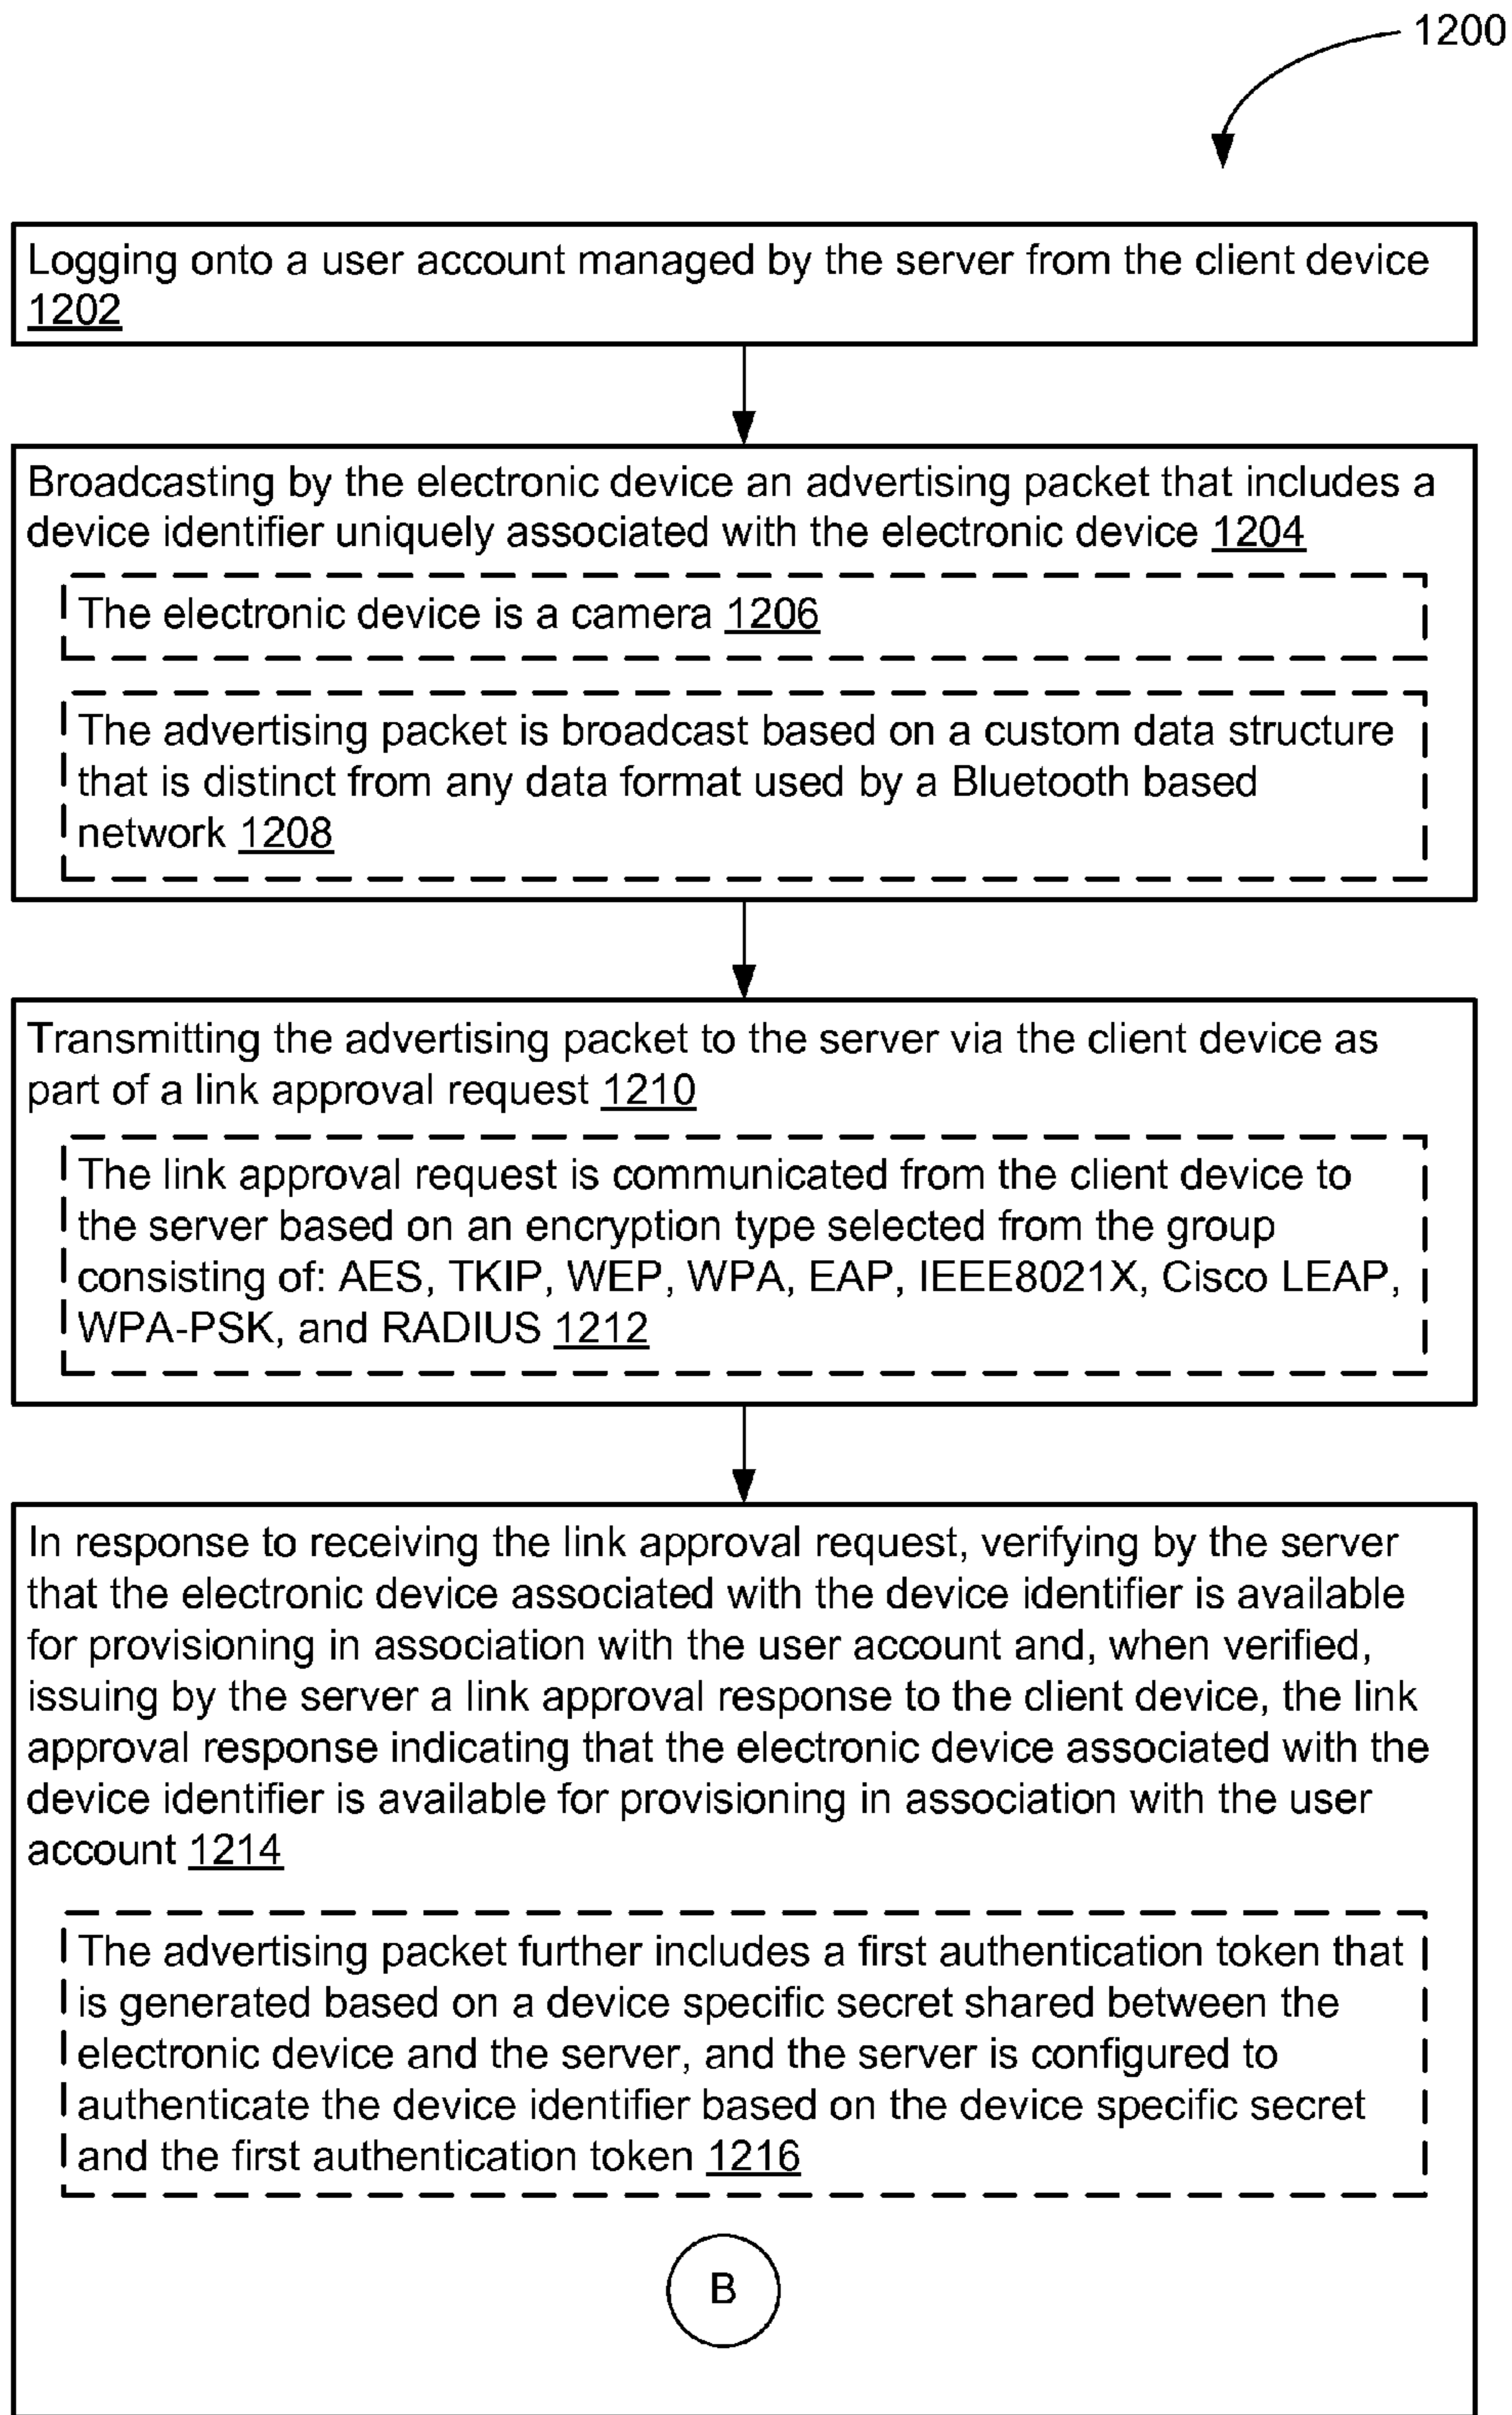 1200
Logging onto a user account managed by the server from the client device
1202
Broadcasting by the electronic device an advertising packet that includes a
device identifier uniquely associated with the electronic device 1204
The electronic device is a camera 1206
The advertising packet is broadcast based on a custom data structure
that is distinct from any data format used by a Bluetooth based
network 1208
Transmitting the advertising packet to the server via the client device as
part of a link approval request 1210
The link approval request is communicated from the client device to
the server based on an encryption type selected from the group
consisting of: AES, TKIP, WEP, WPA, EAP, IEEE8021X, Cisco LEAP,
WPA-PSK, and RADIUS 1212
In response to receiving the link approval request, verifying by the server
that the electronic device associated with the device identifier is available
for provisioning in association with the user account and, when verified,
issuing by the server a link approval response to the client device, the link
approval response indicating that the electronic device associated with the
device identifier is available for provisioning in association with the user
account 1214
The advertising packet further includes a first authentication token that
is generated based on a device specific secret shared between the
electronic device and the server, and the server is configured to
authenticate the device identifier based on the device specific secret
and the first authentication token 1216
B